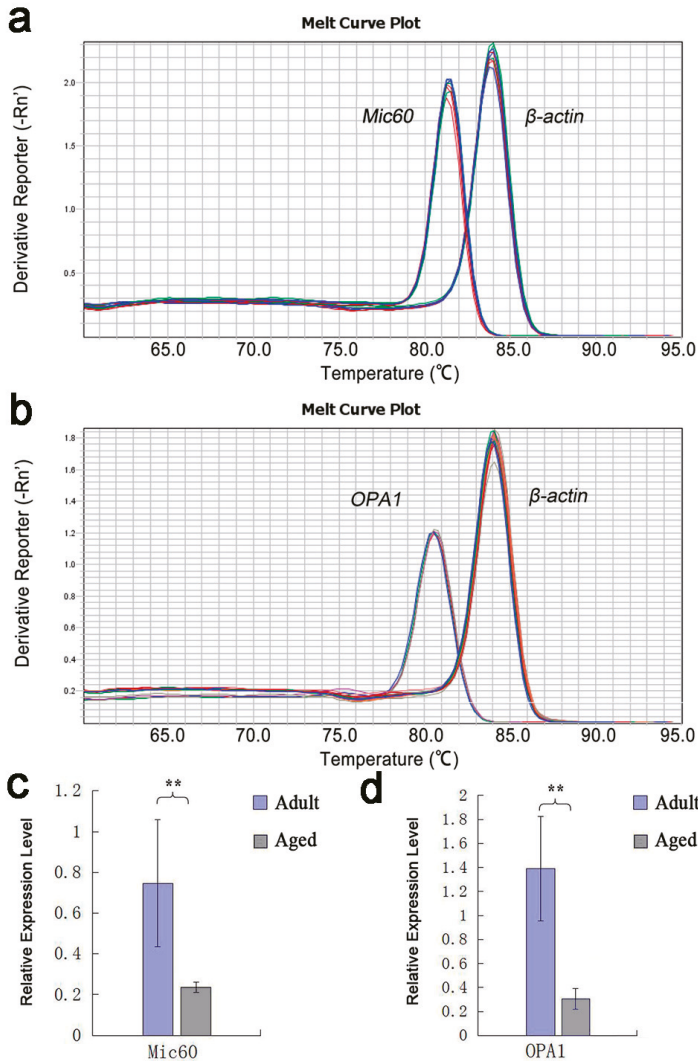 a
Melt Curve Plot
Derivative Reporter (-Rn')
2.0
1.5
1.0
0.5
Mic60
β-actin
65.0 70.0 75.0 80.0 85.0 90.0 95.0
Temperature (℃)
b
Melt Curve Plot
Derivative Reporter (-Rn')
1.8
1.6
1.4
1.2
1.0
0.8
0.6
0.4
0.2
OPA1
β-actin
65.0 70.0 75.0 80.0 85.0 90.0 95.0
Temperature (℃)
c
Relative Expression Level
1.2
1
0.8
0.6
0.4
0.2
0
**
Adult
Aged
Mic60
d
Relative Expression Level
2
1.8
1.6
1.4
1.2
1
0.8
0.6
0.4
0.2
0
**
Adult
Aged
OPA1